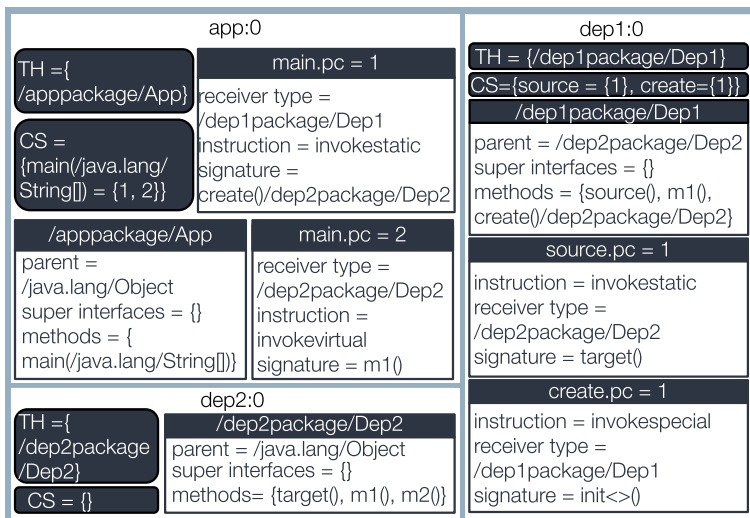 app:0
TH ={
/apppackage/App}
CS =
{main(/java.lang/
String[]) = {1, 2}}
main.pc = 1
receiver type =
/dep1package/Dep1
instruction = invokestatic
signature =
create()/dep2package/Dep2
/apppackage/App
parent =
/java.lang/Object
super interfaces = {}
methods = {
main(/java.lang/String[])}
main.pc = 2
receiver type =
/dep2package/Dep2
instruction =
invokevirtual
signature = m1()
dep2:0
TH ={
/dep2package
/Dep2}
CS = {}
/dep2package/Dep2
parent = /java.lang/Object
super interfaces = {}
methods= {target(), m1(), m2()}
dep1:0
TH = {/dep1package/Dep1}
CS={source = {1}, create={1}}
/dep1package/Dep1
parent = /dep2package/Dep2
super interfaces = {}
methods = {source(), m1(),
create()/dep2package/Dep2}
source.pc = 1
instruction = invokestatic
receiver type =
/dep2package/Dep2
signature = target()
create.pc = 1
instruction = invokespecial
receiver type =
/dep1package/Dep1
signature = init<>()